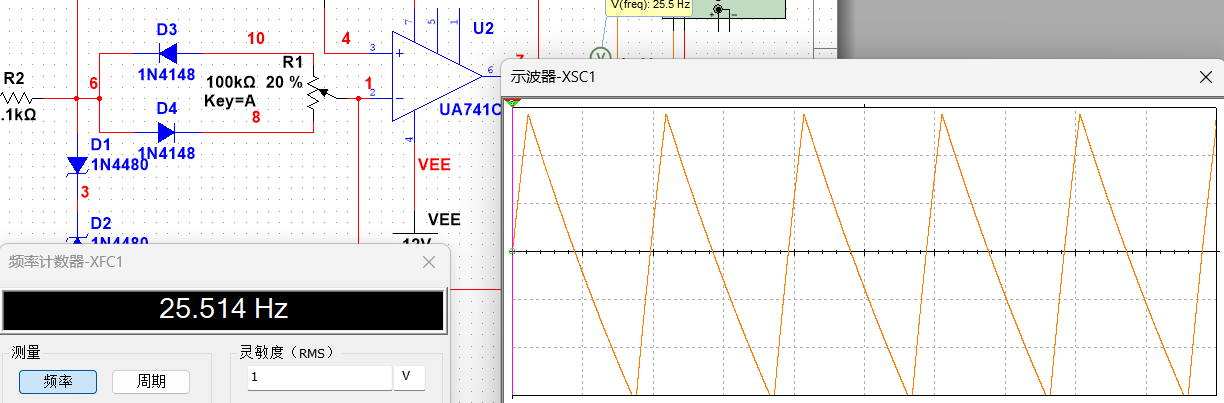 V(freq): 25.5 Hz
D3
10
4
7
5
1
U2
3
+
R2
1N4148
R1
6
100kΩ 20 %
1
6
7
Key=A
2
−
.1kΩ
D4
8
UA741C
1N4148
4
D1
1N4480
VEE
3
D2
VEE
1N4480
12V
示波器-XSC1
频率计数器-XFC1
25.514 Hz
测量
灵敏度（RMS）
频率
周期
1
V
V